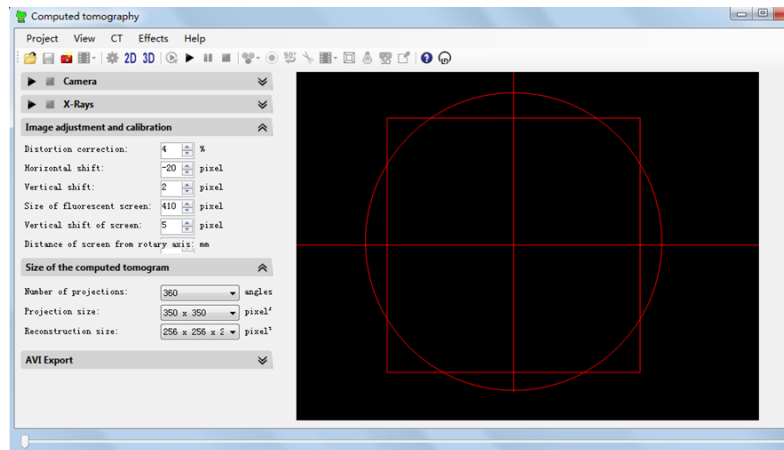 Computed tomography
Project View CT Effects Help
2D 3D 90°
Camera
X-Rays
Image adjustment and calibration
Distortion correction: 4 %
Horizontal shift: -20 pixel
Vertical shift: 2 pixel
Size of fluorescent screen: 410 pixel
Vertical shift of screen: 5 pixel
Distance of screen from rotary axis: mm
Size of the computed tomogram
Number of projections: 360 angles
Projection size: 350 x 350 pixel²
Reconstruction size: 256 x 256 x 2 pixel³
AVI Export